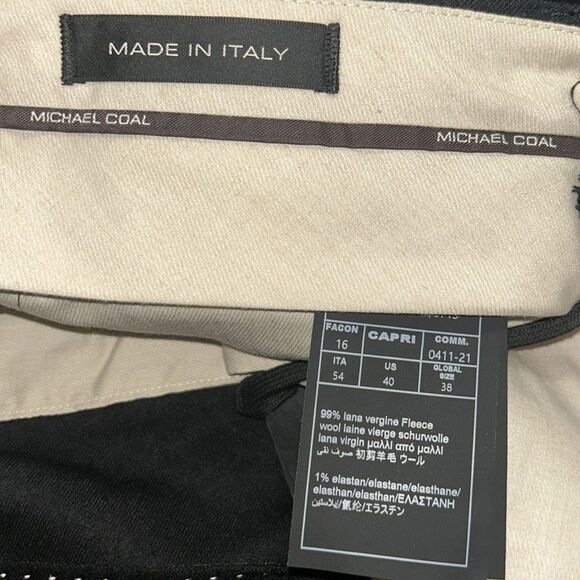 MADE IN ITALY
MICHAEL COAL
MICHAEL COAL
FACON CAPRI COMM.
16 0411-21
ITA US GLOBAL SIZE
54 40 38
99% lana vergine Fleece
wool laine vierge schurwolle
lana virgin μαλλί από μαλλί
صوف نقي 初剪羊毛 ウール
1% elastan/elastane/elasthane/
elasthan/elasthan/ΕΛΑΣΤΑΝΗ
/إيلاستين/氨纶/エラスチン